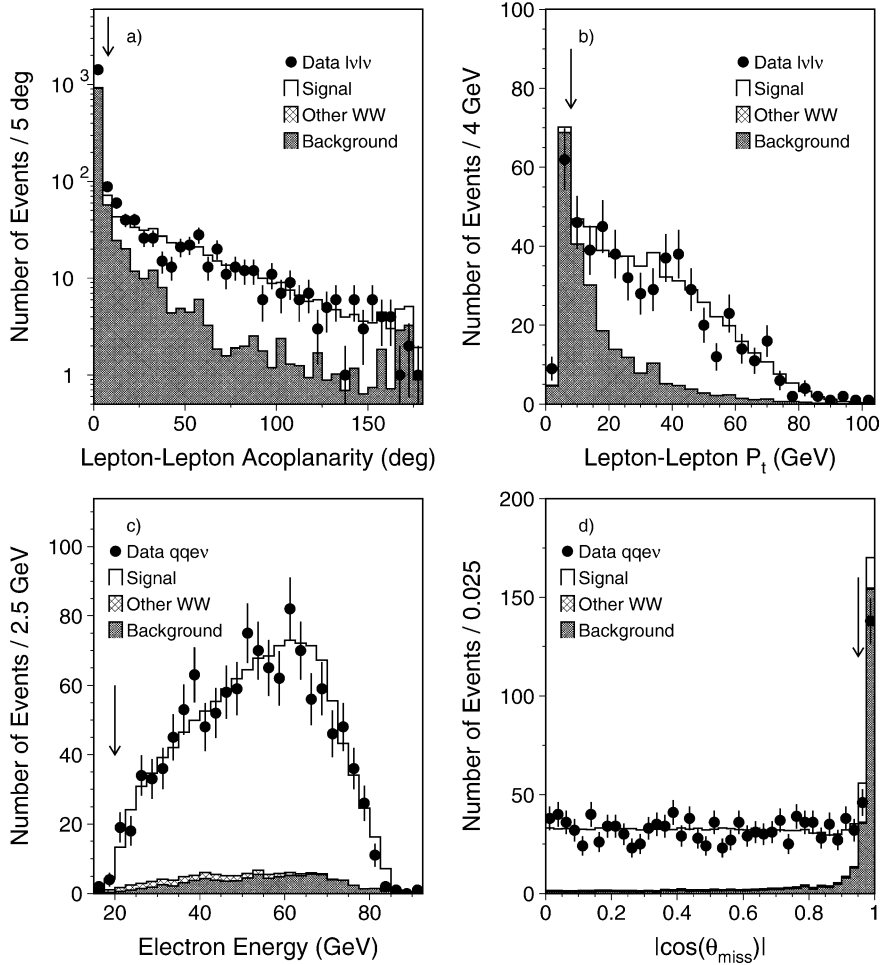 a)
Data lνlν
Signal
Other WW
Background
Number of Events / 5 deg
10³
10²
10
1
0 50 100 150
Lepton-Lepton Acoplanarity (deg)
b)
Data lνlν
Signal
Other WW
Background
Number of Events / 4 GeV
100
80
60
40
20
0
0 20 40 60 80 100
Lepton-Lepton Pt (GeV)
c)
Data qqeν
Signal
Other WW
Background
Number of Events / 2.5 GeV
100
80
60
40
20
0
20 40 60 80
Electron Energy (GeV)
d)
Data qqeν
Signal
Other WW
Background
Number of Events / 0.025
200
150
100
50
0
0 0.2 0.4 0.6 0.8 1
|cos(θmiss)|